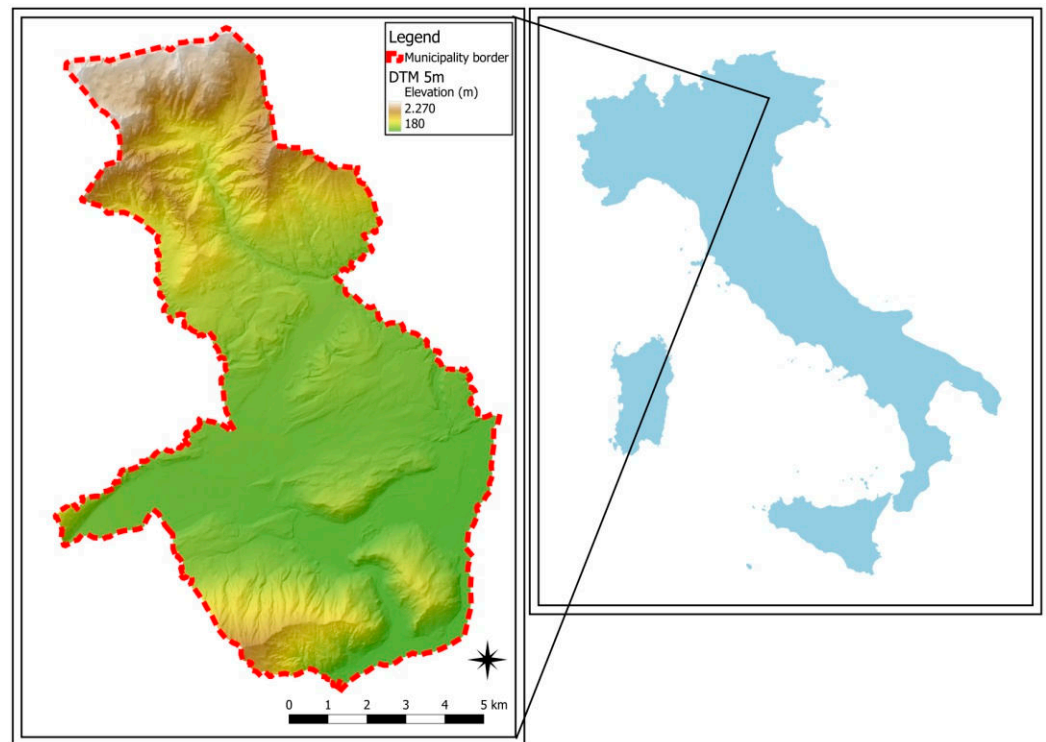 Legend
Municipality border
DTM 5m
Elevation (m)
2.270
180
0 1 2 3 4 5 km